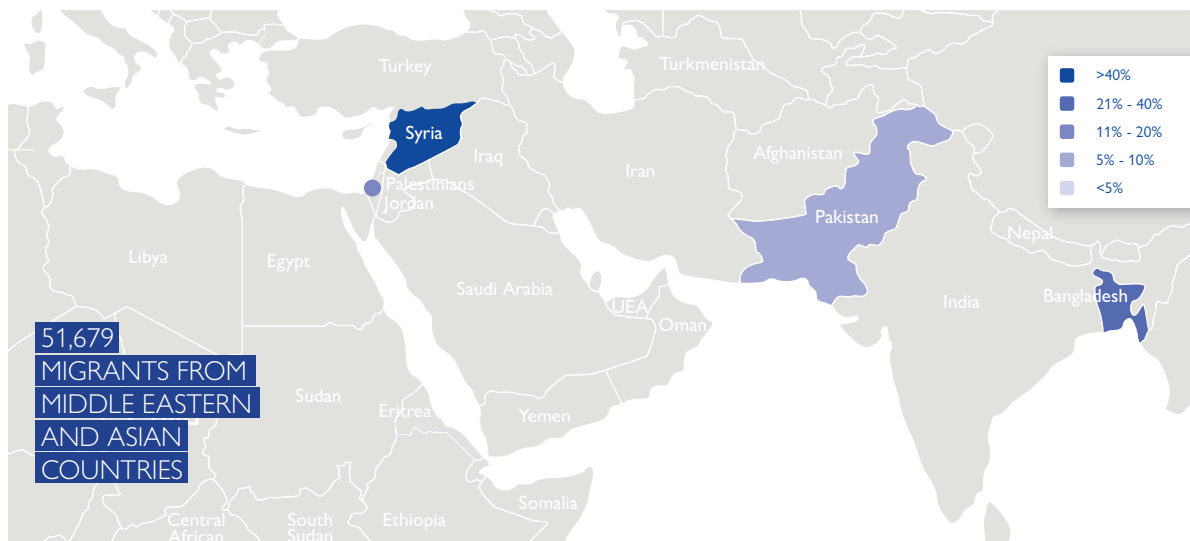 Turkey
Turkmenistan
>40%
21% - 40%
11% - 20%
5% - 10%
<5%
Syria
Iraq
Iran
Afghanistan
Palestinians
Jordan
Pakistan
Nepal
Libya
Egypt
Saudi Arabia
UEA
Oman
India
Bangladesh
51,679
MIGRANTS FROM
MIDDLE EASTERN
AND ASIAN
COUNTRIES
Sudan
Eritrea
Yemen
Somalia
Central
African
South
Sudan
Ethiopia